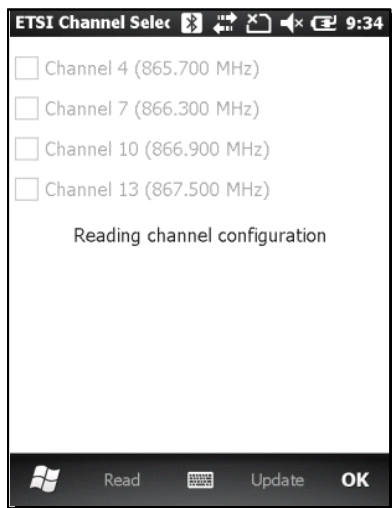 ETSI Channel Selec 9:34
Channel 4 (865.700 MHz)
Channel 7 (866.300 MHz)
Channel 10 (866.900 MHz)
Channel 13 (867.500 MHz)
Reading channel configuration
Read Update OK